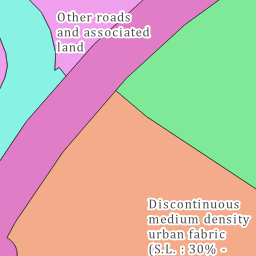 Other roads
and associated
land
Discontinuous
medium density
urban fabric
(S.L. : 30% -